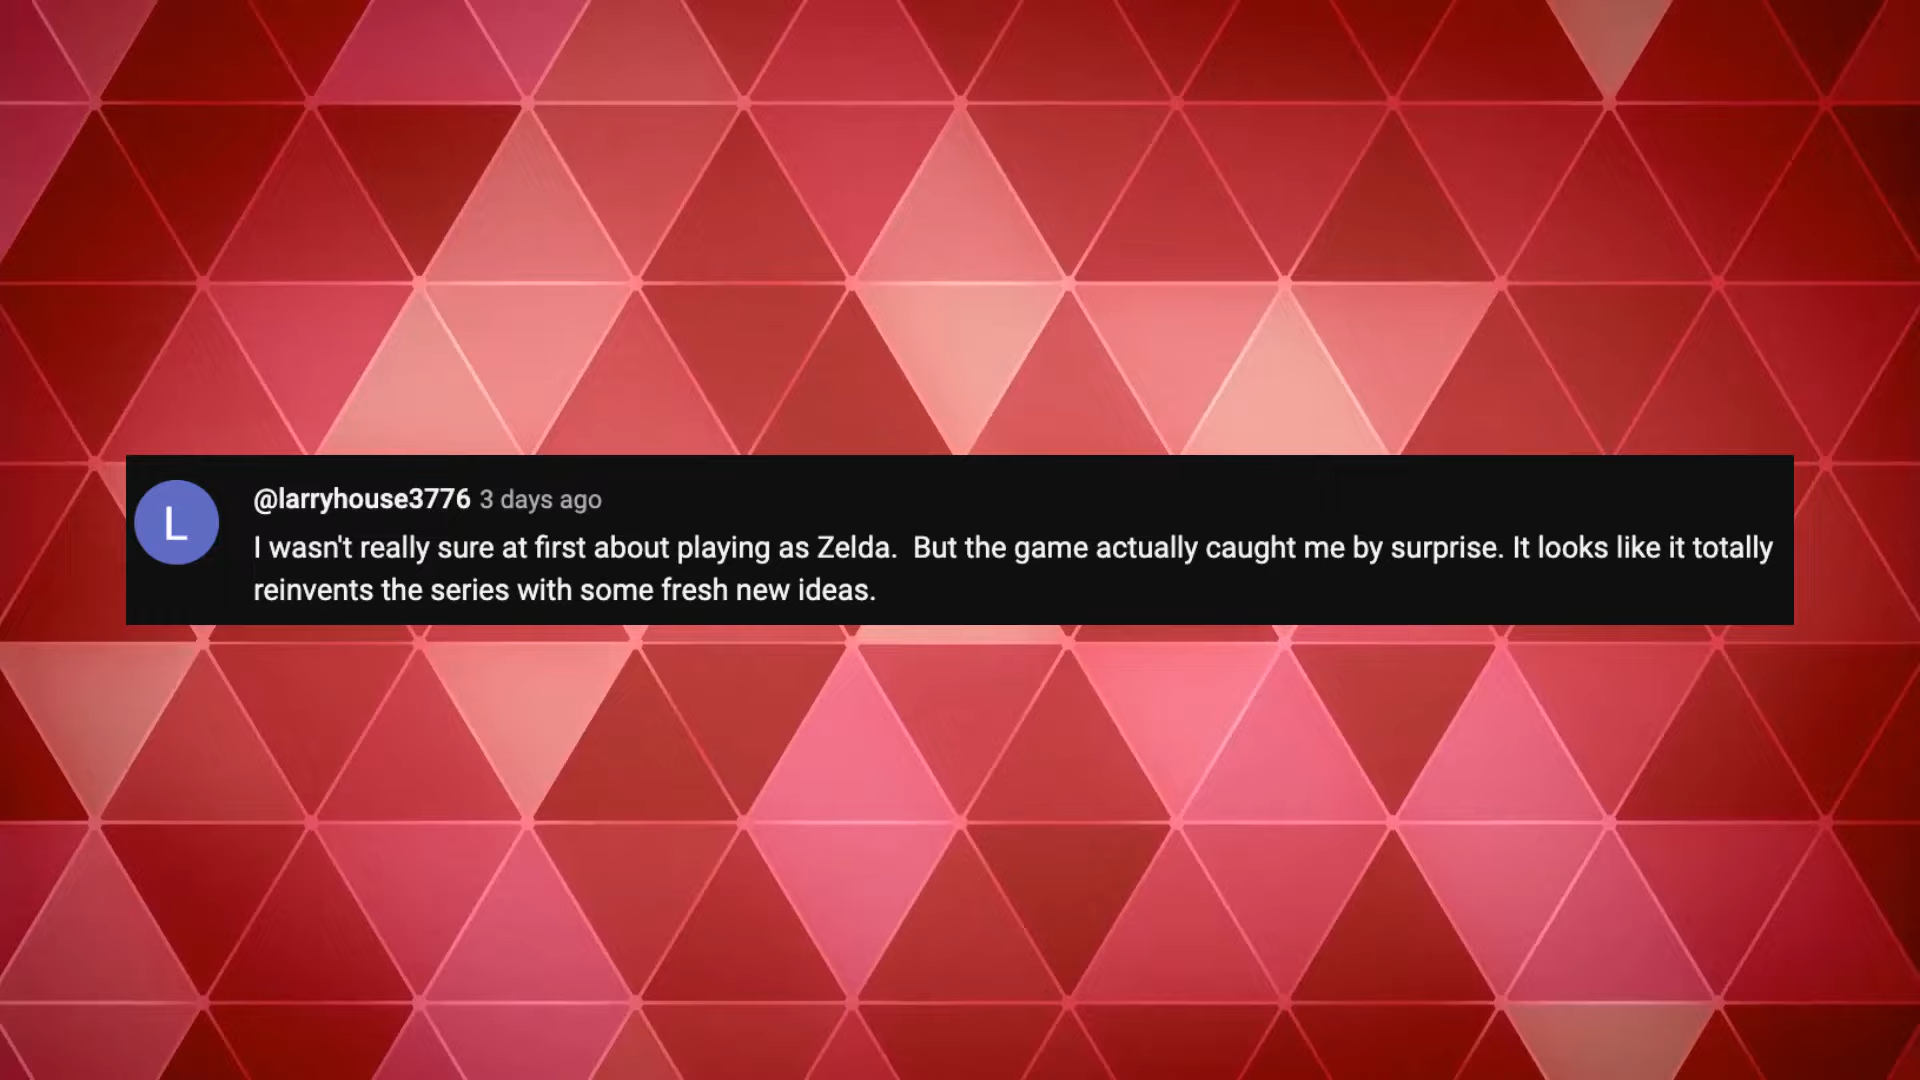 L
@larryhouse3776 3 days ago
I wasn't really sure at first about playing as Zelda.  But the game actually caught me by surprise. It looks like it totally
reinvents the series with some fresh new ideas.